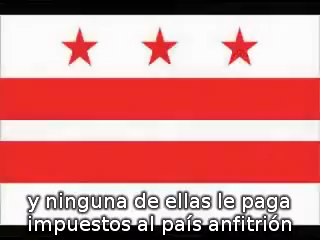 y ninguna de ellas le paga
impuestos al país anfitrión